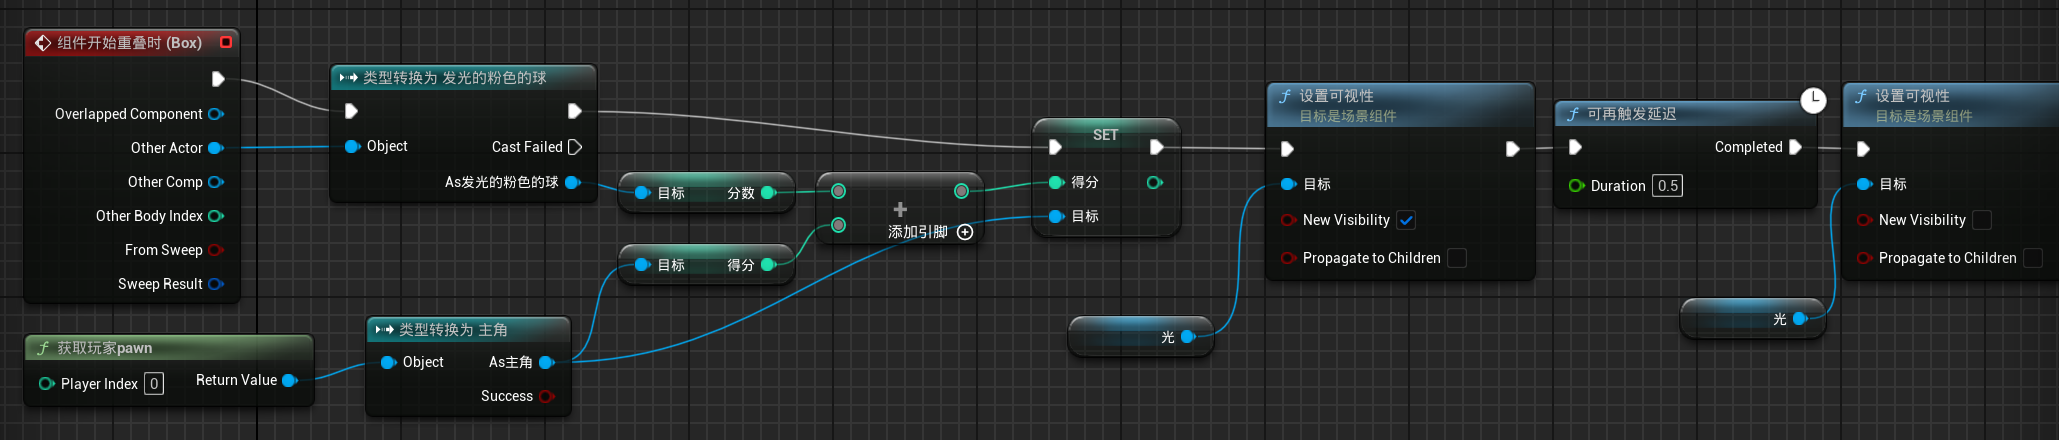 组件开始重叠时 (Box)
Overlapped Component
Other Actor
Other Comp
Other Body Index
From Sweep
Sweep Result
获取玩家pawn
Player Index 0 Return Value
类型转换为 发光的粉色的球
Object Cast Failed
As发光的粉色的球
类型转换为 主角
Object As主角
Success
目标 分数
目标 得分
添加引脚
SET
得分
目标
光
设置可视性
目标是场景组件
目标
New Visibility
Propagate to Children
可再触发延迟
Completed
Duration 0.5
光
设置可视性
目标是场景组件
目标
New Visibility
Propagate to Children